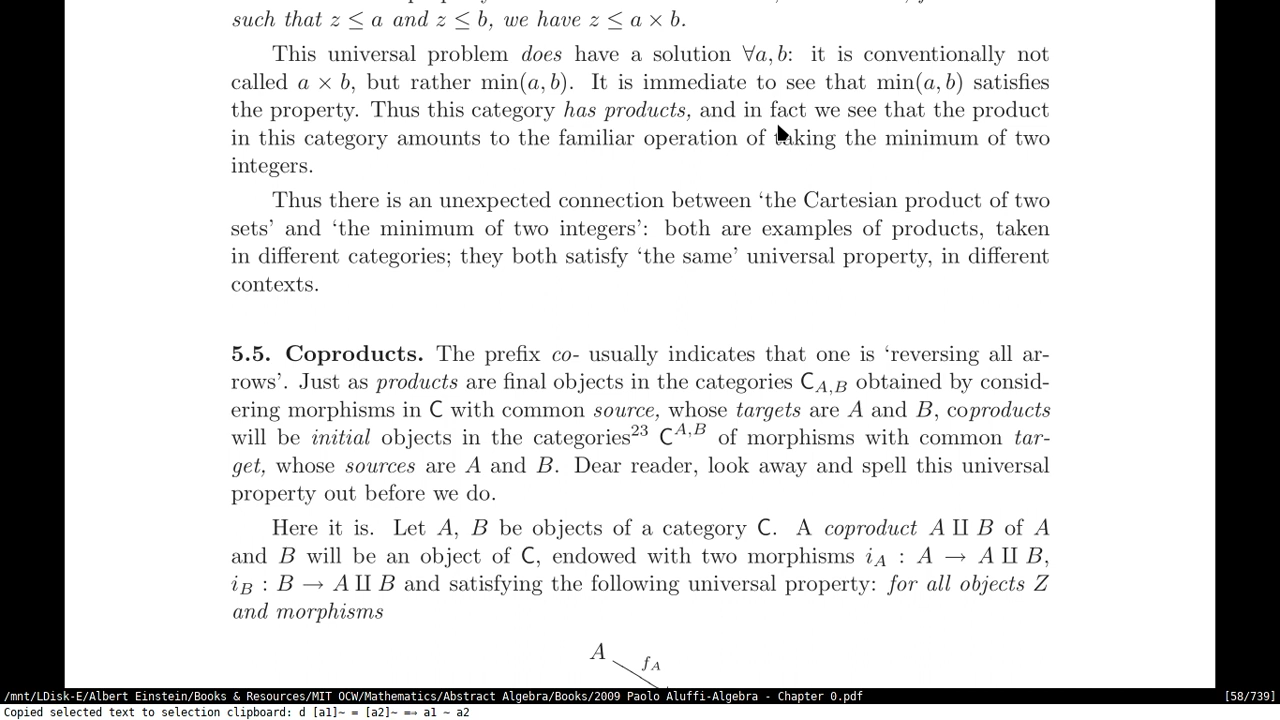 such that z ≤ a and z ≤ b, we have z ≤ a × b.
This universal problem does have a solution ∀a, b: it is conventionally not
called a × b, but rather min(a, b). It is immediate to see that min(a, b) satisfies
the property. Thus this category has products, and in fact we see that the product
in this category amounts to the familiar operation of taking the minimum of two
integers.
Thus there is an unexpected connection between ‘the Cartesian product of two
sets’ and ‘the minimum of two integers’: both are examples of products, taken
in different categories; they both satisfy ‘the same’ universal property, in different
contexts.
5.5. Coproducts. The prefix co- usually indicates that one is ‘reversing all ar-
rows’. Just as products are final objects in the categories C_{A,B} obtained by consid-
ering morphisms in C with common source, whose targets are A and B, coproducts
will be initial objects in the categories²³ C^{A,B} of morphisms with common tar-
get, whose sources are A and B. Dear reader, look away and spell this universal
property out before we do.
Here it is. Let A, B be objects of a category C. A coproduct A ⨿ B of A
and B will be an object of C, endowed with two morphisms i_A : A → A ⨿ B,
i_B : B → A ⨿ B and satisfying the following universal property: for all objects Z
and morphisms
A
f_A
/mnt/LDisk-E/Albert Einstein/Books & Resources/MIT OCW/Mathematics/Abstract Algebra/Books/2009 Paolo Aluffi-Algebra - Chapter 0.pdf [58/739]
Copied selected text to selection clipboard: d [a1]~ = [a2]~ ⇒ a1 ~ a2